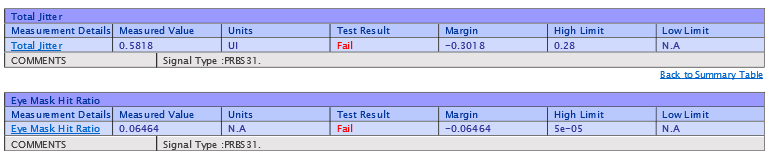 Total Jitter
Measurement Details Measured Value Units Test Result Margin High Limit Low Limit
Total Jitter 0.5818 UI Fail -0.3018 0.28 N.A
COMMENTS Signal Type :PRBS31.
Back to Summary Table
Eye Mask Hit Ratio
Measurement Details Measured Value Units Test Result Margin High Limit Low Limit
Eye Mask Hit Ratio 0.06464 N.A Fail -0.06464 5e-05 N.A
COMMENTS Signal Type :PRBS31.